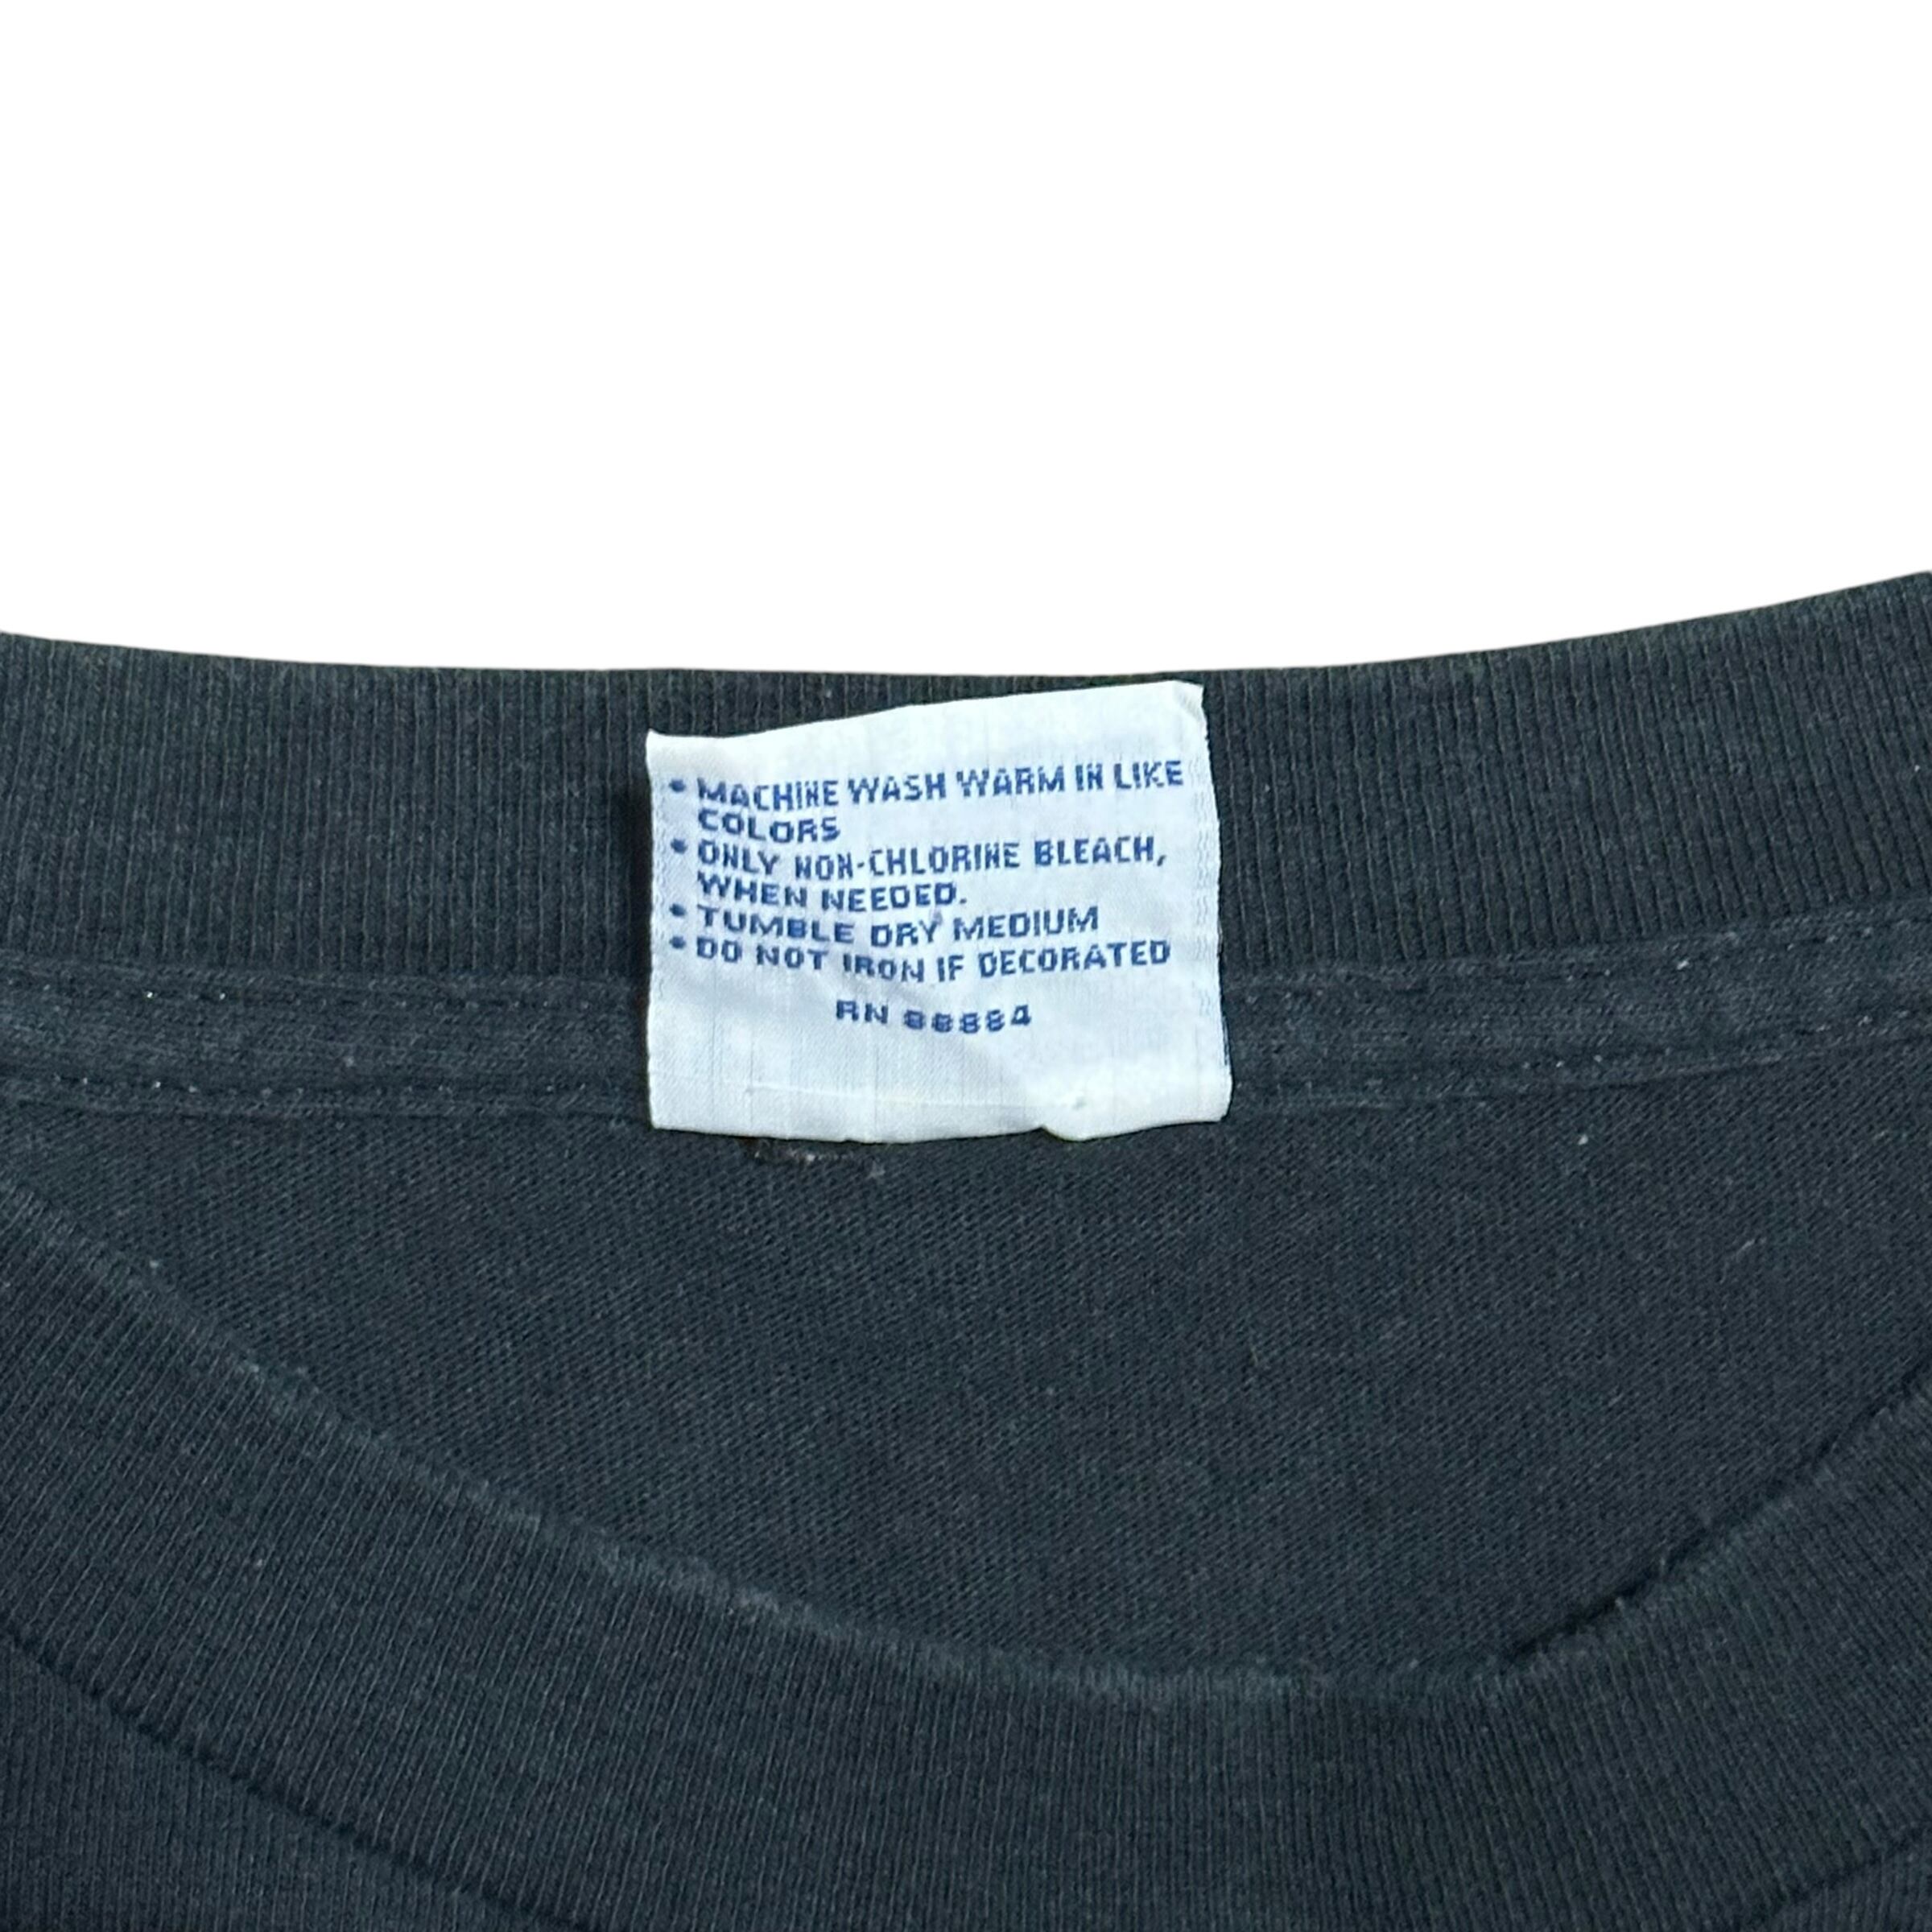 • MACHINE WASH WARM IN LIKE
COLORS
• ONLY NON-CHLORINE BLEACH,
WHEN NEEDED.
• TUMBLE DRY MEDIUM
• DO NOT IRON IF DECORATED
RN